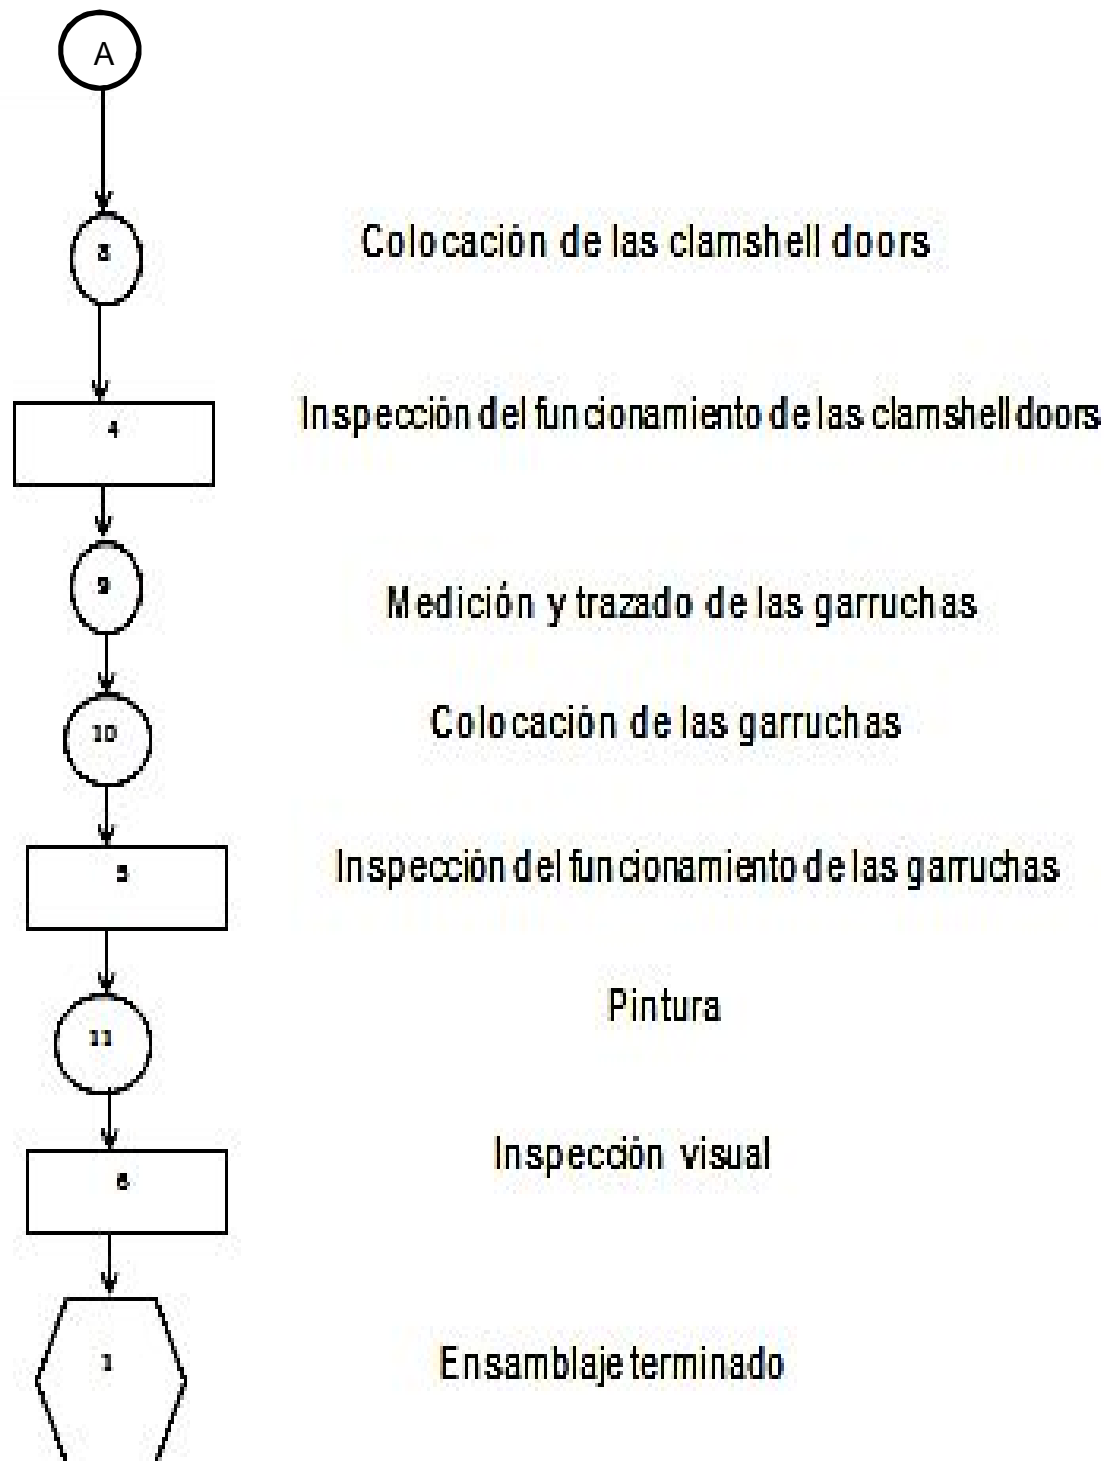 A
8
Colocación de las clamshell doors
4
Inspección del funcionamiento de las clamshell doors
9
Medición y trazado de las garruchas
10
Colocación de las garruchas
5
Inspección del funcionamiento de las garruchas
11
Pintura
6
Inspección visual
1
Ensamblaje terminado